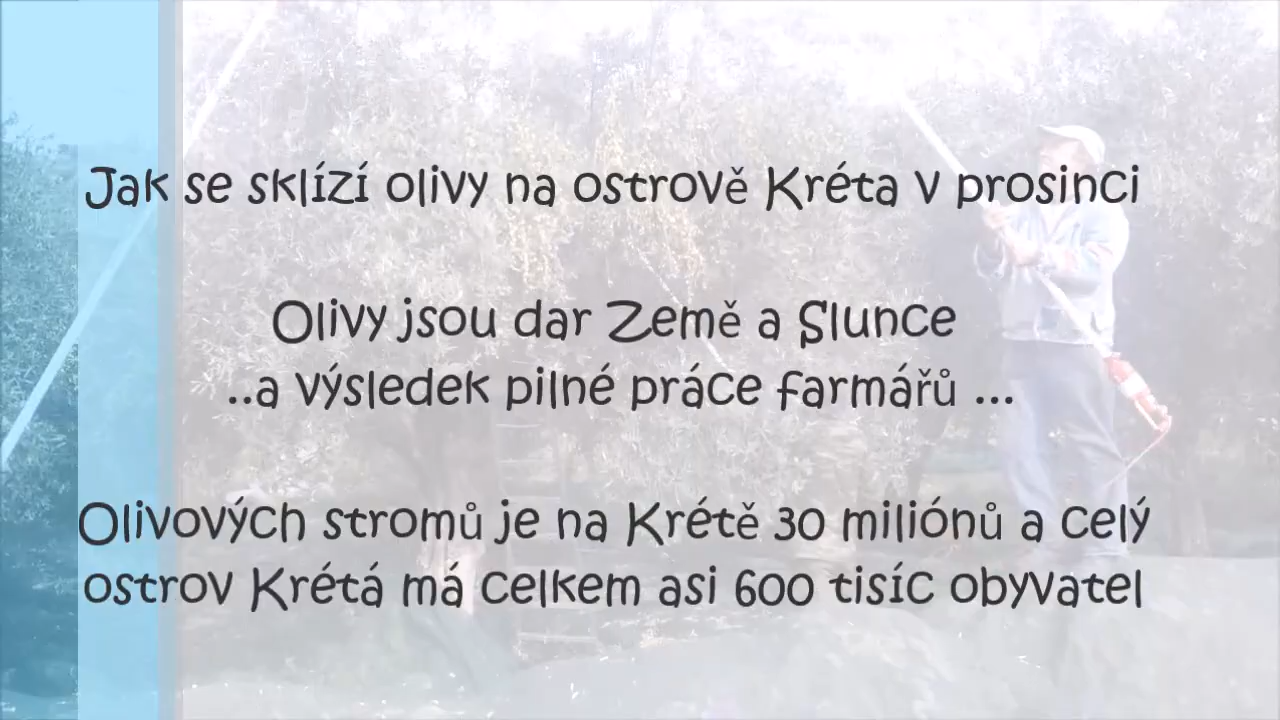 Jak se sklízí olivy na ostrově Kréta v prosinci
Olivy jsou dar Země a Slunce
..a výsledek pilné práce farmářů ...
Olivových stromů je na Krétě 30 miliónů a celý
ostrov Krétá má celkem asi 600 tisíc obyvatel